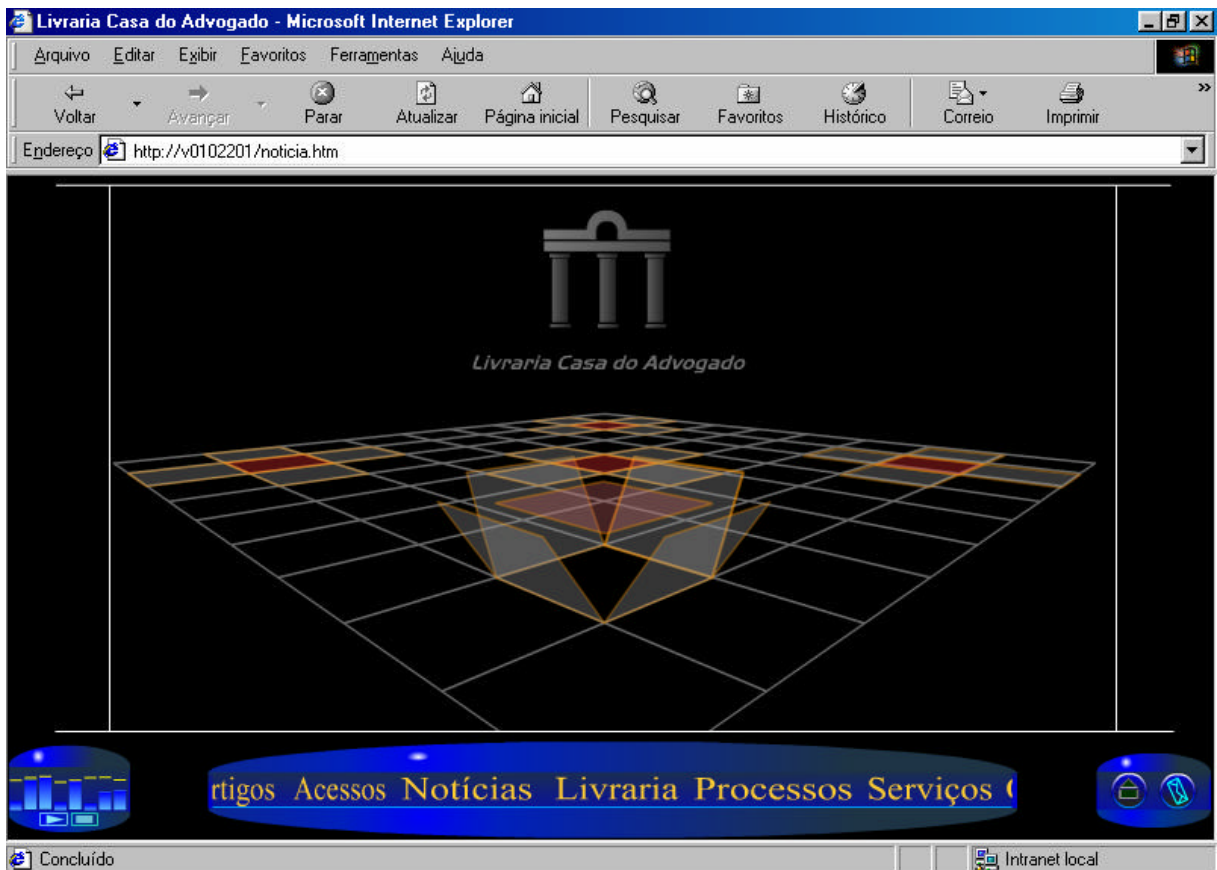 Livraria Casa do Advogado - Microsoft Internet Explorer
Arquivo Editar Exibir Favoritos Ferramentas Ajuda
Voltar Avançar Parar Atualizar Página inicial Pesquisar Favoritos Histórico Correio Imprimir »
Endereço http://v0102201/noticia.htm
Livraria Casa do Advogado
rtigos Acessos Notícias Livraria Processos Serviços
Concluído Intranet local